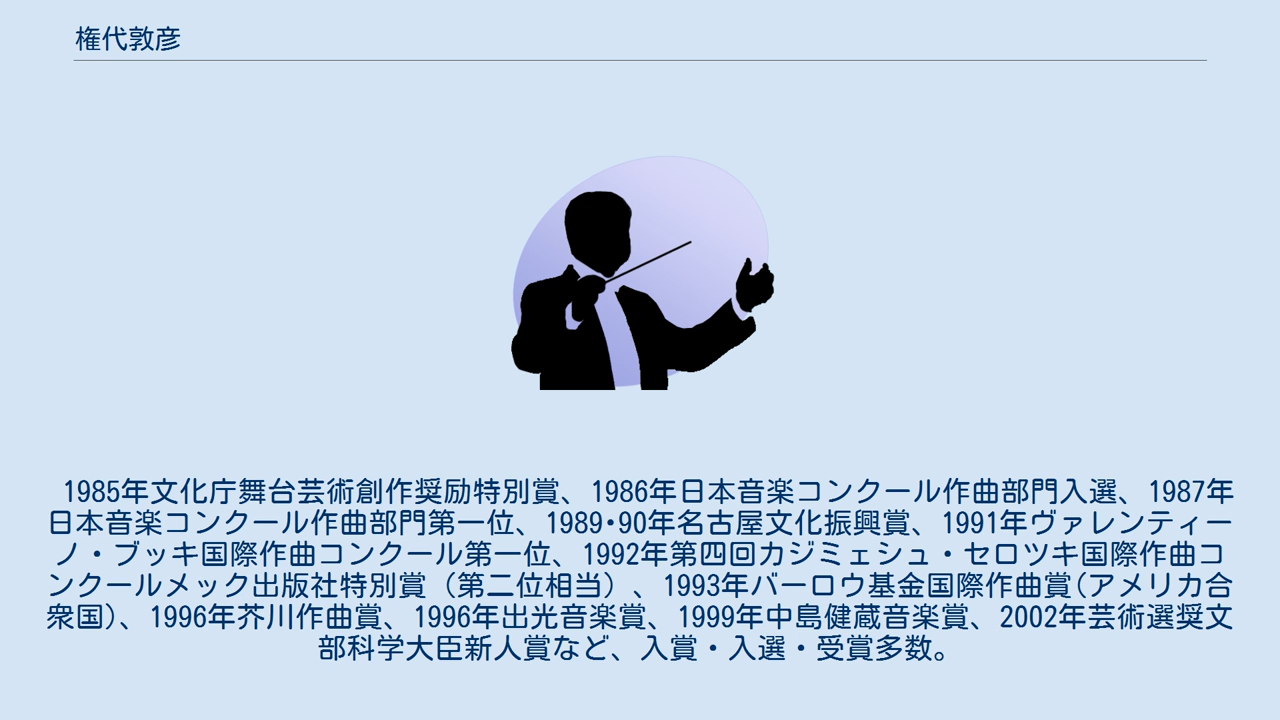 権代敦彦
1985年文化庁舞台芸術創作奨励特別賞、1986年日本音楽コンクール作曲部門入選、1987年
日本音楽コンクール作曲部門第一位、1989･90年名古屋文化振興賞、1991年ヴァレンティー
ノ・ブッキ国際作曲コンクール第一位、1992年第四回カジミェシュ・セロツキ国際作曲コ
ンクールメック出版社特別賞（第二位相当）、1993年バーロウ基金国際作曲賞(アメリカ合
衆国)、1996年芥川作曲賞、1996年出光音楽賞、1999年中島健蔵音楽賞、2002年芸術選奨文
部科学大臣新人賞など、入賞・入選・受賞多数。